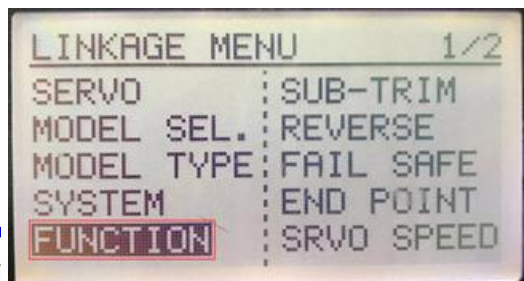 LINKAGE MENU 1/2
SERVO SUB-TRIM
MODEL SEL. REVERSE
MODEL TYPE FAIL SAFE
SYSTEM END POINT
FUNCTION SRVO SPEED